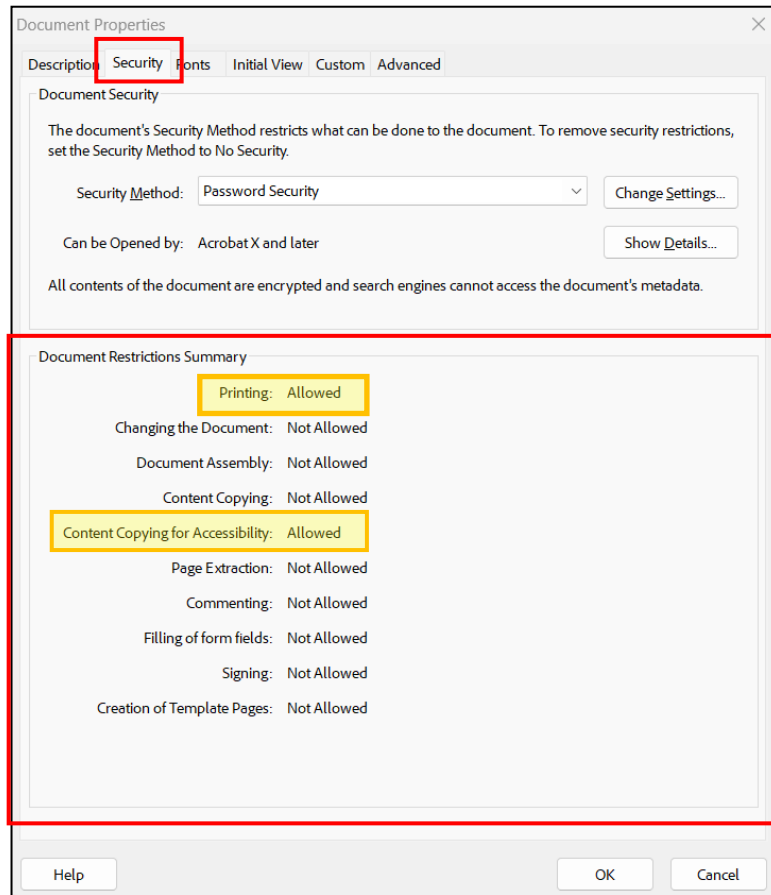 Document Properties
Description Security Fonts Initial View Custom Advanced
Document Security
The document's Security Method restricts what can be done to the document. To remove security restrictions,
set the Security Method to No Security.
Security Method: Password Security Change Settings...
Can be Opened by: Acrobat X and later Show Details...
All contents of the document are encrypted and search engines cannot access the document's metadata.
Document Restrictions Summary
Printing: Allowed
Changing the Document: Not Allowed
Document Assembly: Not Allowed
Content Copying: Not Allowed
Content Copying for Accessibility: Allowed
Page Extraction: Not Allowed
Commenting: Not Allowed
Filling of form fields: Not Allowed
Signing: Not Allowed
Creation of Template Pages: Not Allowed
Help OK Cancel